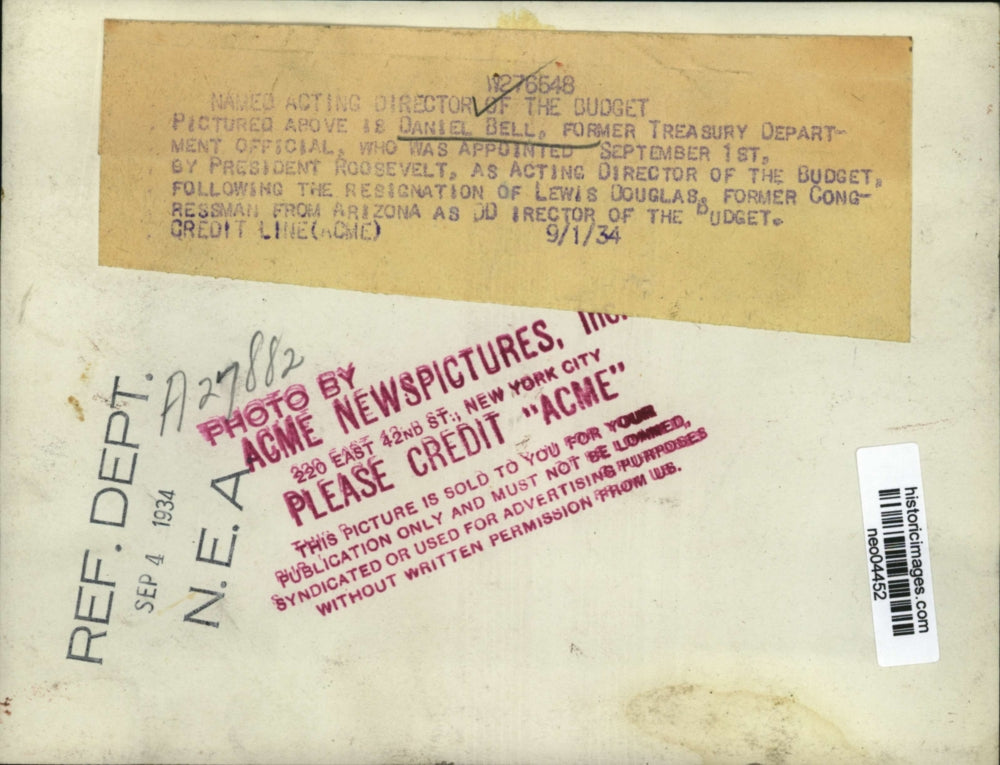 W276548
NAMED ACTING DIRECTOR OF THE BUDGET
PICTURED ABOVE IS DANIEL BELL, FORMER TREASURY DEPART-
MENT OFFICIAL, WHO WAS APPOINTED SEPTEMBER 1ST,
BY PRESIDENT ROOSEVELT, AS ACTING DIRECTOR OF THE BUDGET,
FOLLOWING THE RESIGNATION OF LEWIS DOUGLAS, FORMER CONG-
RESSMAN FROM ARIZONA AS DD IRECTOR OF THE BUDGET.
CREDIT LINE(ACME) 9/1/34
A27882
PHOTO BY
ACME NEWSPICTURES, Inc.
220 EAST 42ND ST., NEW YORK CITY
PLEASE CREDIT "ACME"
THIS PICTURE IS SOLD TO YOU FOR YOUR
PUBLICATION ONLY AND MUST NOT BE LOANED,
SYNDICATED OR USED FOR ADVERTISING PURPOSES
WITHOUT WRITTEN PERMISSION FROM US.
REF. DEPT.
SEP 4 1934
N. E. A
historicimages.com
neo04452